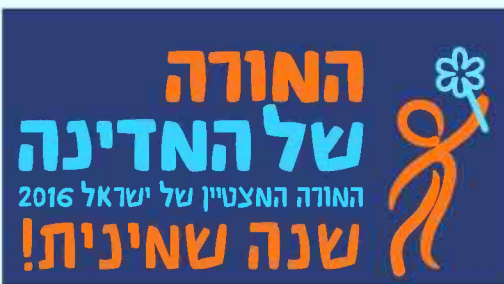 המורה
של המדינה
המורה המצטיין של ישראל 2016
שנה שמינית!